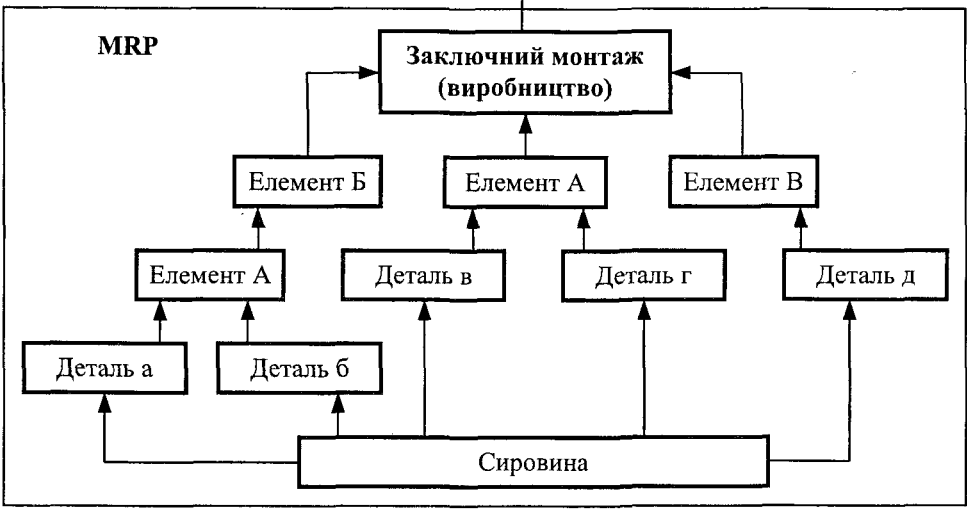 MRP
Заключний монтаж
(виробництво)
Елемент Б
Елемент А
Елемент В
Елемент А
Деталь в
Деталь г
Деталь д
Деталь а
Деталь б
Сировина